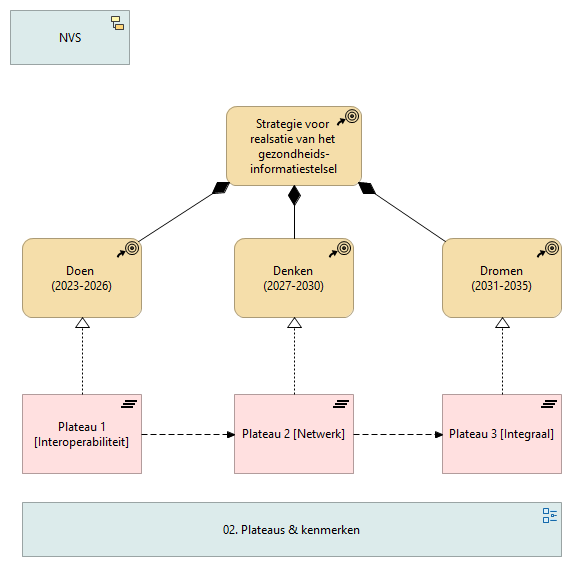 NVS
Strategie voor
realsatie van het
gezondheids-
informatiestelsel
Doen
(2023-2026)
Denken
(2027-2030)
Dromen
(2031-2035)
Plateau 1
[Interoperabiliteit]
Plateau 2 [Netwerk]
Plateau 3 [Integraal]
02. Plateaus & kenmerken